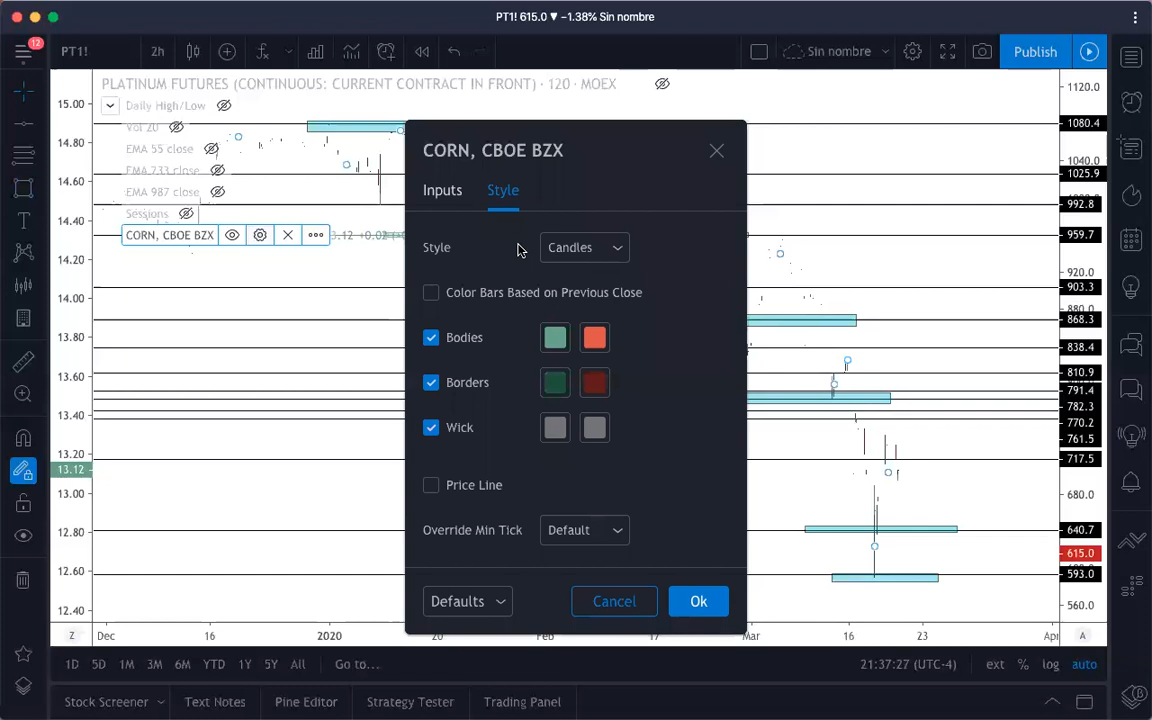 PT1! 615.0 ▼ −1.38% Sin nombre
12
PT1!
2h
Sin nombre
Publish
PLATINUM FUTURES (CONTINUOUS: CURRENT CONTRACT IN FRONT) · 120 · MOEX
Daily High/Low
Vol 20
EMA 55 close
EMA 233 close
EMA 987 close
Sessions
CORN, CBOE BZX
15.00
14.80
14.60
14.40
14.20
14.00
13.80
13.60
13.40
13.20
13.12
13.00
12.80
12.60
12.40
CORN, CBOE BZX
Inputs
Style
Style
Candles
Color Bars Based on Previous Close
Bodies
Borders
Wick
Price Line
Override Min Tick
Default
Defaults
Cancel
Ok
1120.0
1080.4
1040.0
1025.9
992.8
959.7
920.0
903.3
880.0
868.3
838.4
810.9
791.4
782.3
770.2
761.5
717.5
680.0
640.7
615.0
593.0
560.0
Z
Dec
16
2020
20
Feb
17
Mar
16
23
Apr
A
1D
5D
1M
3M
6M
YTD
1Y
5Y
All
Go to...
21:37:27 (UTC-4)
ext
%
log
auto
Stock Screener
Text Notes
Pine Editor
Strategy Tester
Trading Panel